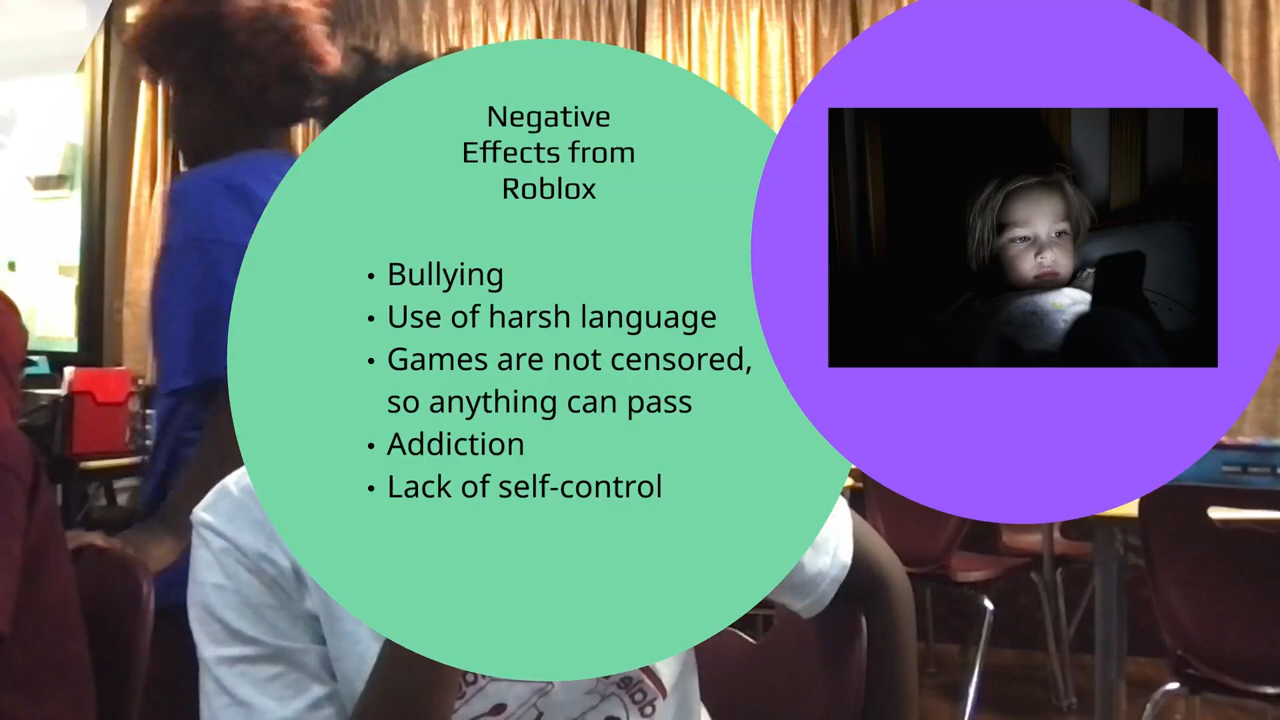 Negative
Effects from
Roblox
• Bullying
• Use of harsh language
• Games are not censored,
so anything can pass
• Addiction
• Lack of self-control